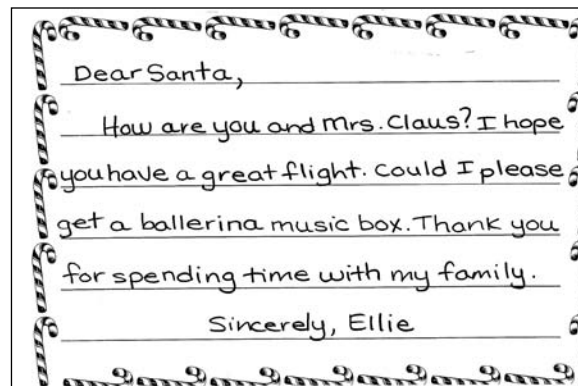 Dear Santa,
How are you and Mrs. Claus? I hope
you have a great flight. Could I please
get a ballerina music box. Thank you
for spending time with my family.
Sincerely, Ellie